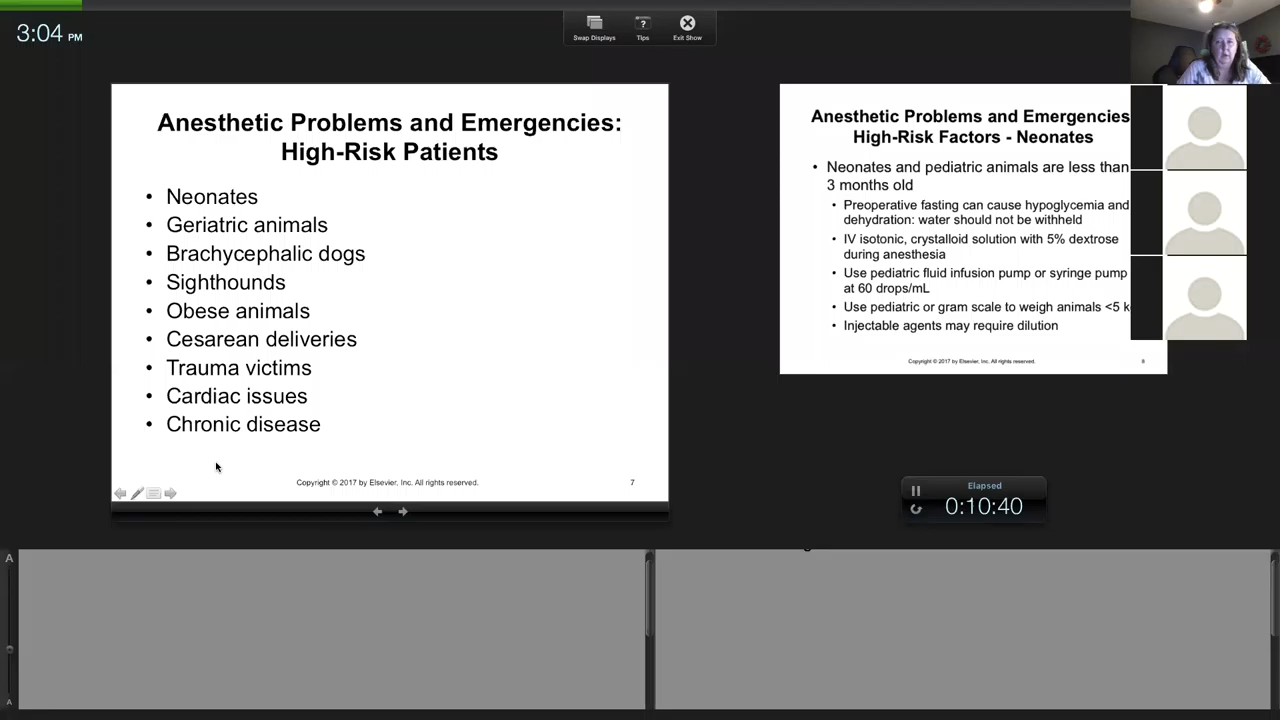 3:04 PM
Swap Displays
Tips
Exit Show
Anesthetic Problems and Emergencies:
High-Risk Patients
• Neonates
• Geriatric animals
• Brachycephalic dogs
• Sighthounds
• Obese animals
• Cesarean deliveries
• Trauma victims
• Cardiac issues
• Chronic disease
Copyright © 2017 by Elsevier, Inc. All rights reserved.
7
Anesthetic Problems and Emergencies
High-Risk Factors - Neonates
• Neonates and pediatric animals are less than
3 months old
• Preoperative fasting can cause hypoglycemia and
dehydration: water should not be withheld
• IV isotonic, crystalloid solution with 5% dextrose
during anesthesia
• Use pediatric fluid infusion pump or syringe pump
at 60 drops/mL
• Use pediatric or gram scale to weigh animals <5 k
• Injectable agents may require dilution
Copyright © 2017 by Elsevier, Inc. All rights reserved.
8
Elapsed
0:10:40
A
A